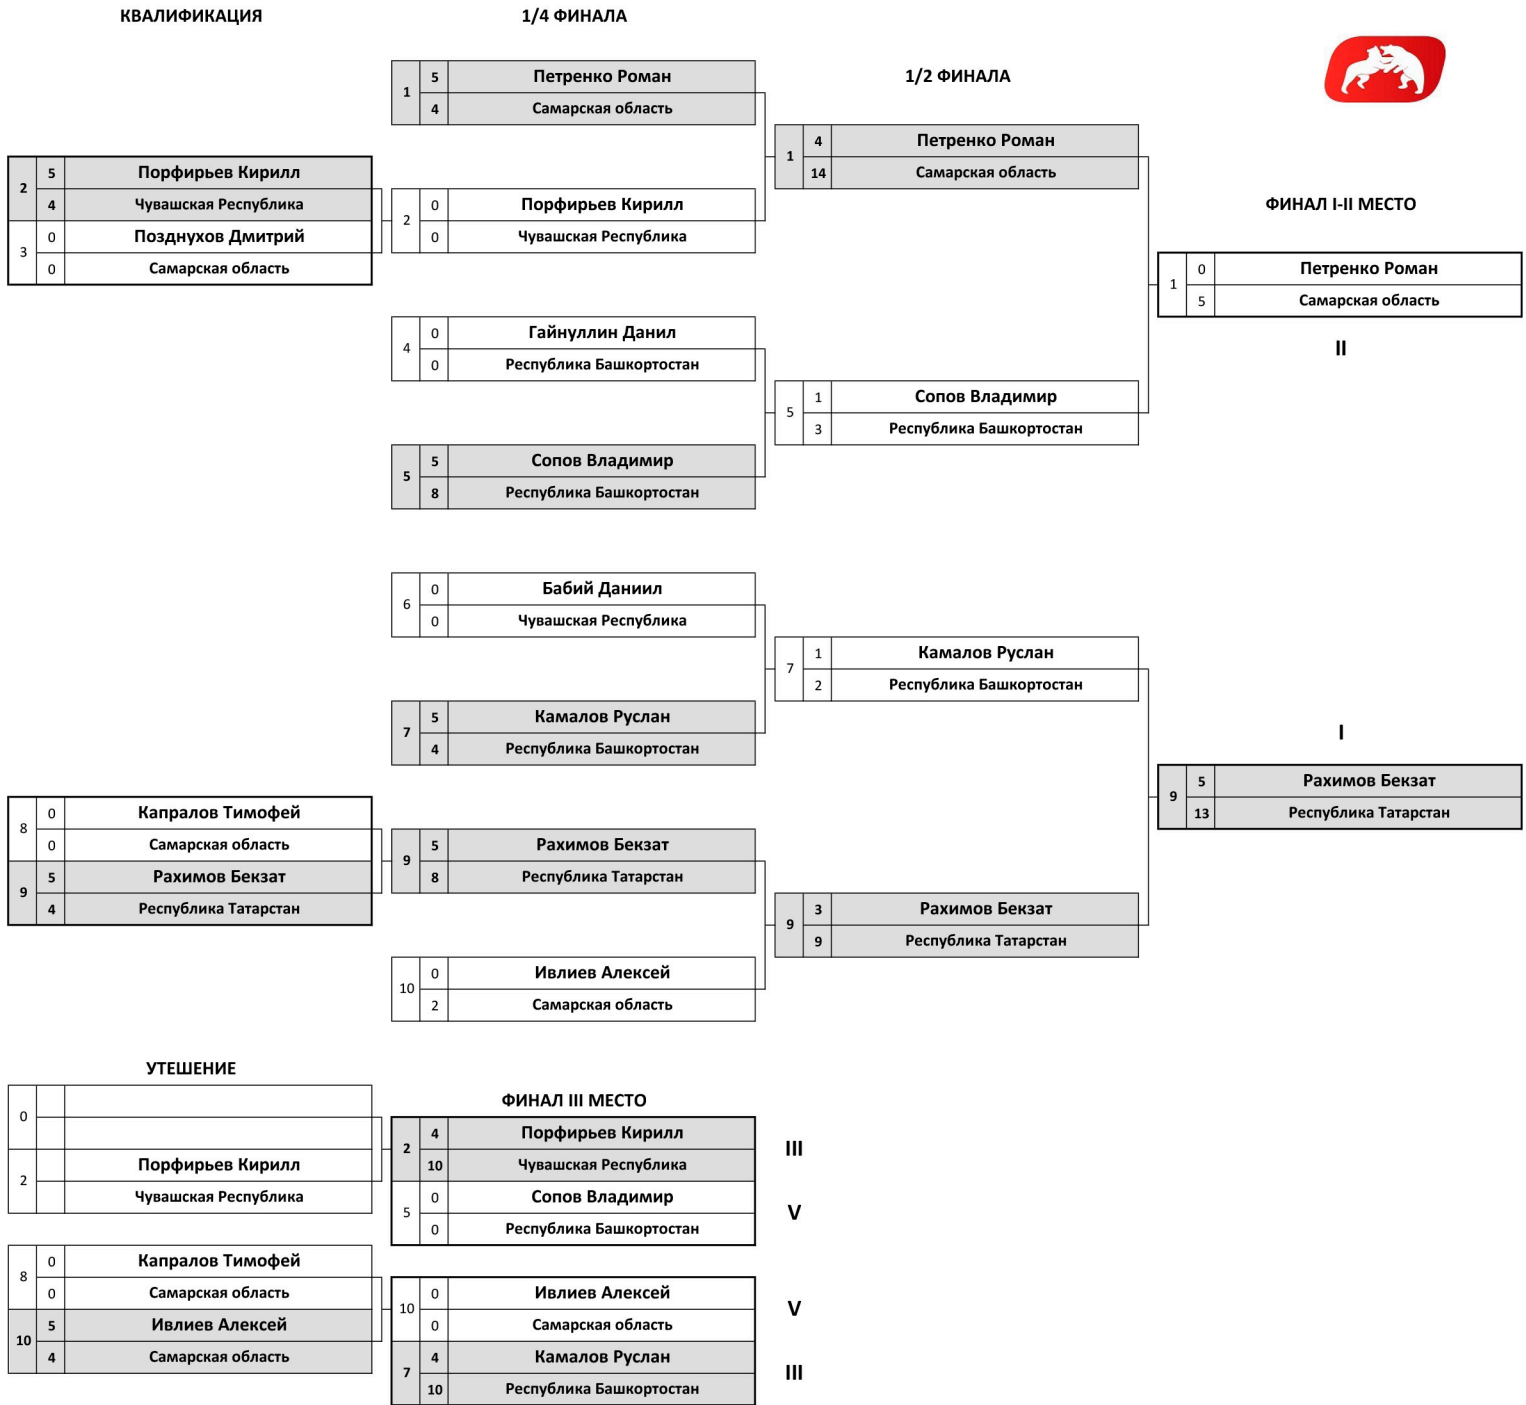 КВАЛИФИКАЦИЯ
1/4 ФИНАЛА
1/2 ФИНАЛА
ФИНАЛ I-II МЕСТО
2
5 Порфирьев Кирилл
4 Чувашская Республика
3
0 Позднухов Дмитрий
0 Самарская область
8
0 Капралов Тимофей
0 Самарская область
9
5 Рахимов Бекзат
4 Республика Татарстан
1
5 Петренко Роман
4 Самарская область
2
0 Порфирьев Кирилл
0 Чувашская Республика
4
0 Гайнуллин Данил
0 Республика Башкортостан
5
5 Сопов Владимир
8 Республика Башкортостан
6
0 Бабий Даниил
0 Чувашская Республика
7
5 Камалов Руслан
4 Республика Башкортостан
9
5 Рахимов Бекзат
8 Республика Татарстан
10
0 Ивлиев Алексей
2 Самарская область
1
4 Петренко Роман
14 Самарская область
5
1 Сопов Владимир
3 Республика Башкортостан
7
1 Камалов Руслан
2 Республика Башкортостан
9
3 Рахимов Бекзат
9 Республика Татарстан
1
0 Петренко Роман
5 Самарская область
II
I
9
5 Рахимов Бекзат
13 Республика Татарстан
УТЕШЕНИЕ
0
2
Порфирьев Кирилл
Чувашская Республика
8
0 Капралов Тимофей
0 Самарская область
10
5 Ивлиев Алексей
4 Самарская область
ФИНАЛ III МЕСТО
2
4 Порфирьев Кирилл
10 Чувашская Республика
III
5
0 Сопов Владимир
0 Республика Башкортостан
V
10
0 Ивлиев Алексей
0 Самарская область
V
7
4 Камалов Руслан
10 Республика Башкортостан
III